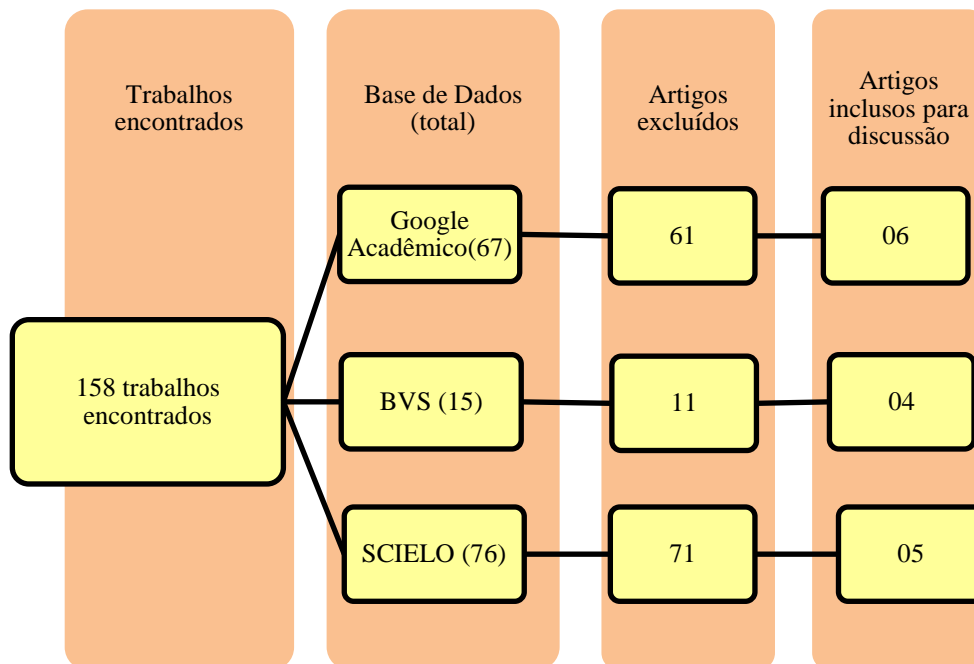 Trabalhos
encontrados
Base de Dados
(total)
Artigos
excluídos
Artigos
inclusos para
discussão
158 trabalhos
encontrados
Google
Acadêmico(67)
61
06
BVS (15)
11
04
SCIELO (76)
71
05